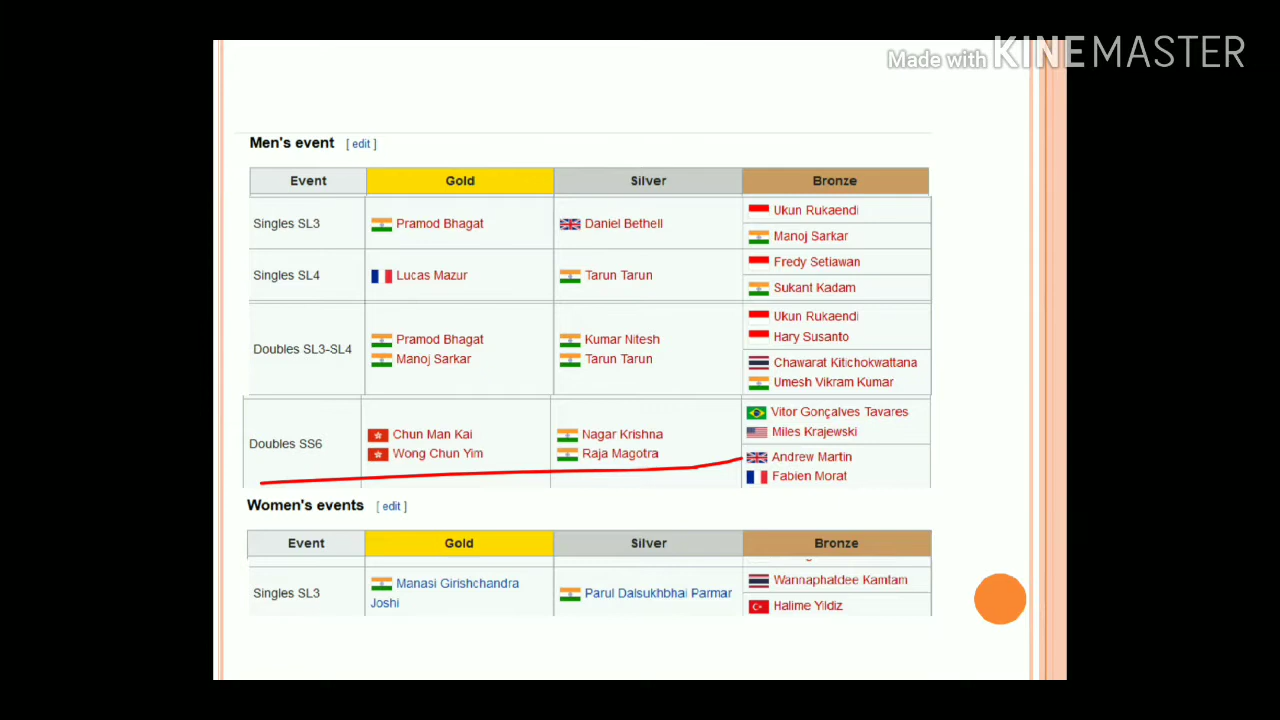 Made with KINEMASTER
Men's event [ edit ]
Event Gold Silver Bronze
Singles SL3 Pramod Bhagat Daniel Bethell Ukun Rukaendi
Manoj Sarkar
Singles SL4 Lucas Mazur Tarun Tarun Fredy Setiawan
Sukant Kadam
Doubles SL3-SL4 Pramod Bhagat Kumar Nitesh Ukun Rukaendi
Manoj Sarkar Tarun Tarun Hary Susanto
Chawarat Kitichokwattana
Umesh Vikram Kumar
Doubles SS6 Chun Man Kai Nagar Krishna Vitor Gonçalves Tavares
Wong Chun Yim Raja Magotra Miles Krajewski
Andrew Martin
Fabien Morat
Women's events [ edit ]
Event Gold Silver Bronze
Singles SL3 Manasi Girishchandra Parul Dalsukhbhai Parmar Wannaphatdee Kamtam
Joshi Halime Yildiz